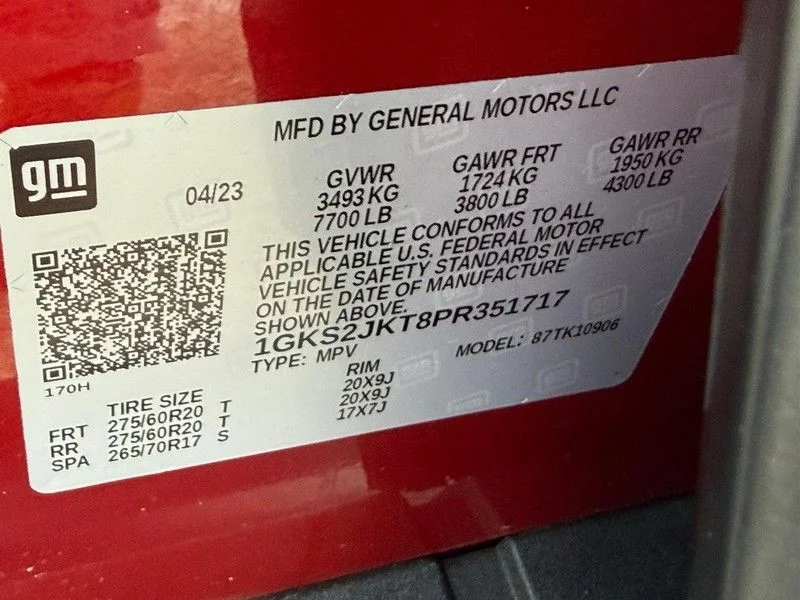 MFD BY GENERAL MOTORS LLC
gm
04/23
GVWR GAWR FRT GAWR RR
3493 KG 1724 KG 1950 KG
7700 LB 3800 LB 4300 LB
THIS VEHICLE CONFORMS TO ALL
APPLICABLE U.S. FEDERAL MOTOR
VEHICLE SAFETY STANDARDS IN EFFECT
ON THE DATE OF MANUFACTURE
SHOWN ABOVE.
1GKS2JKT8PR351717
TYPE: MPV MODEL: 87TK10906
170H
TIRE SIZE RIM
FRT 275/60R20 T 20X9J
RR 275/60R20 T 20X9J
SPA 265/70R17 S 17X7J